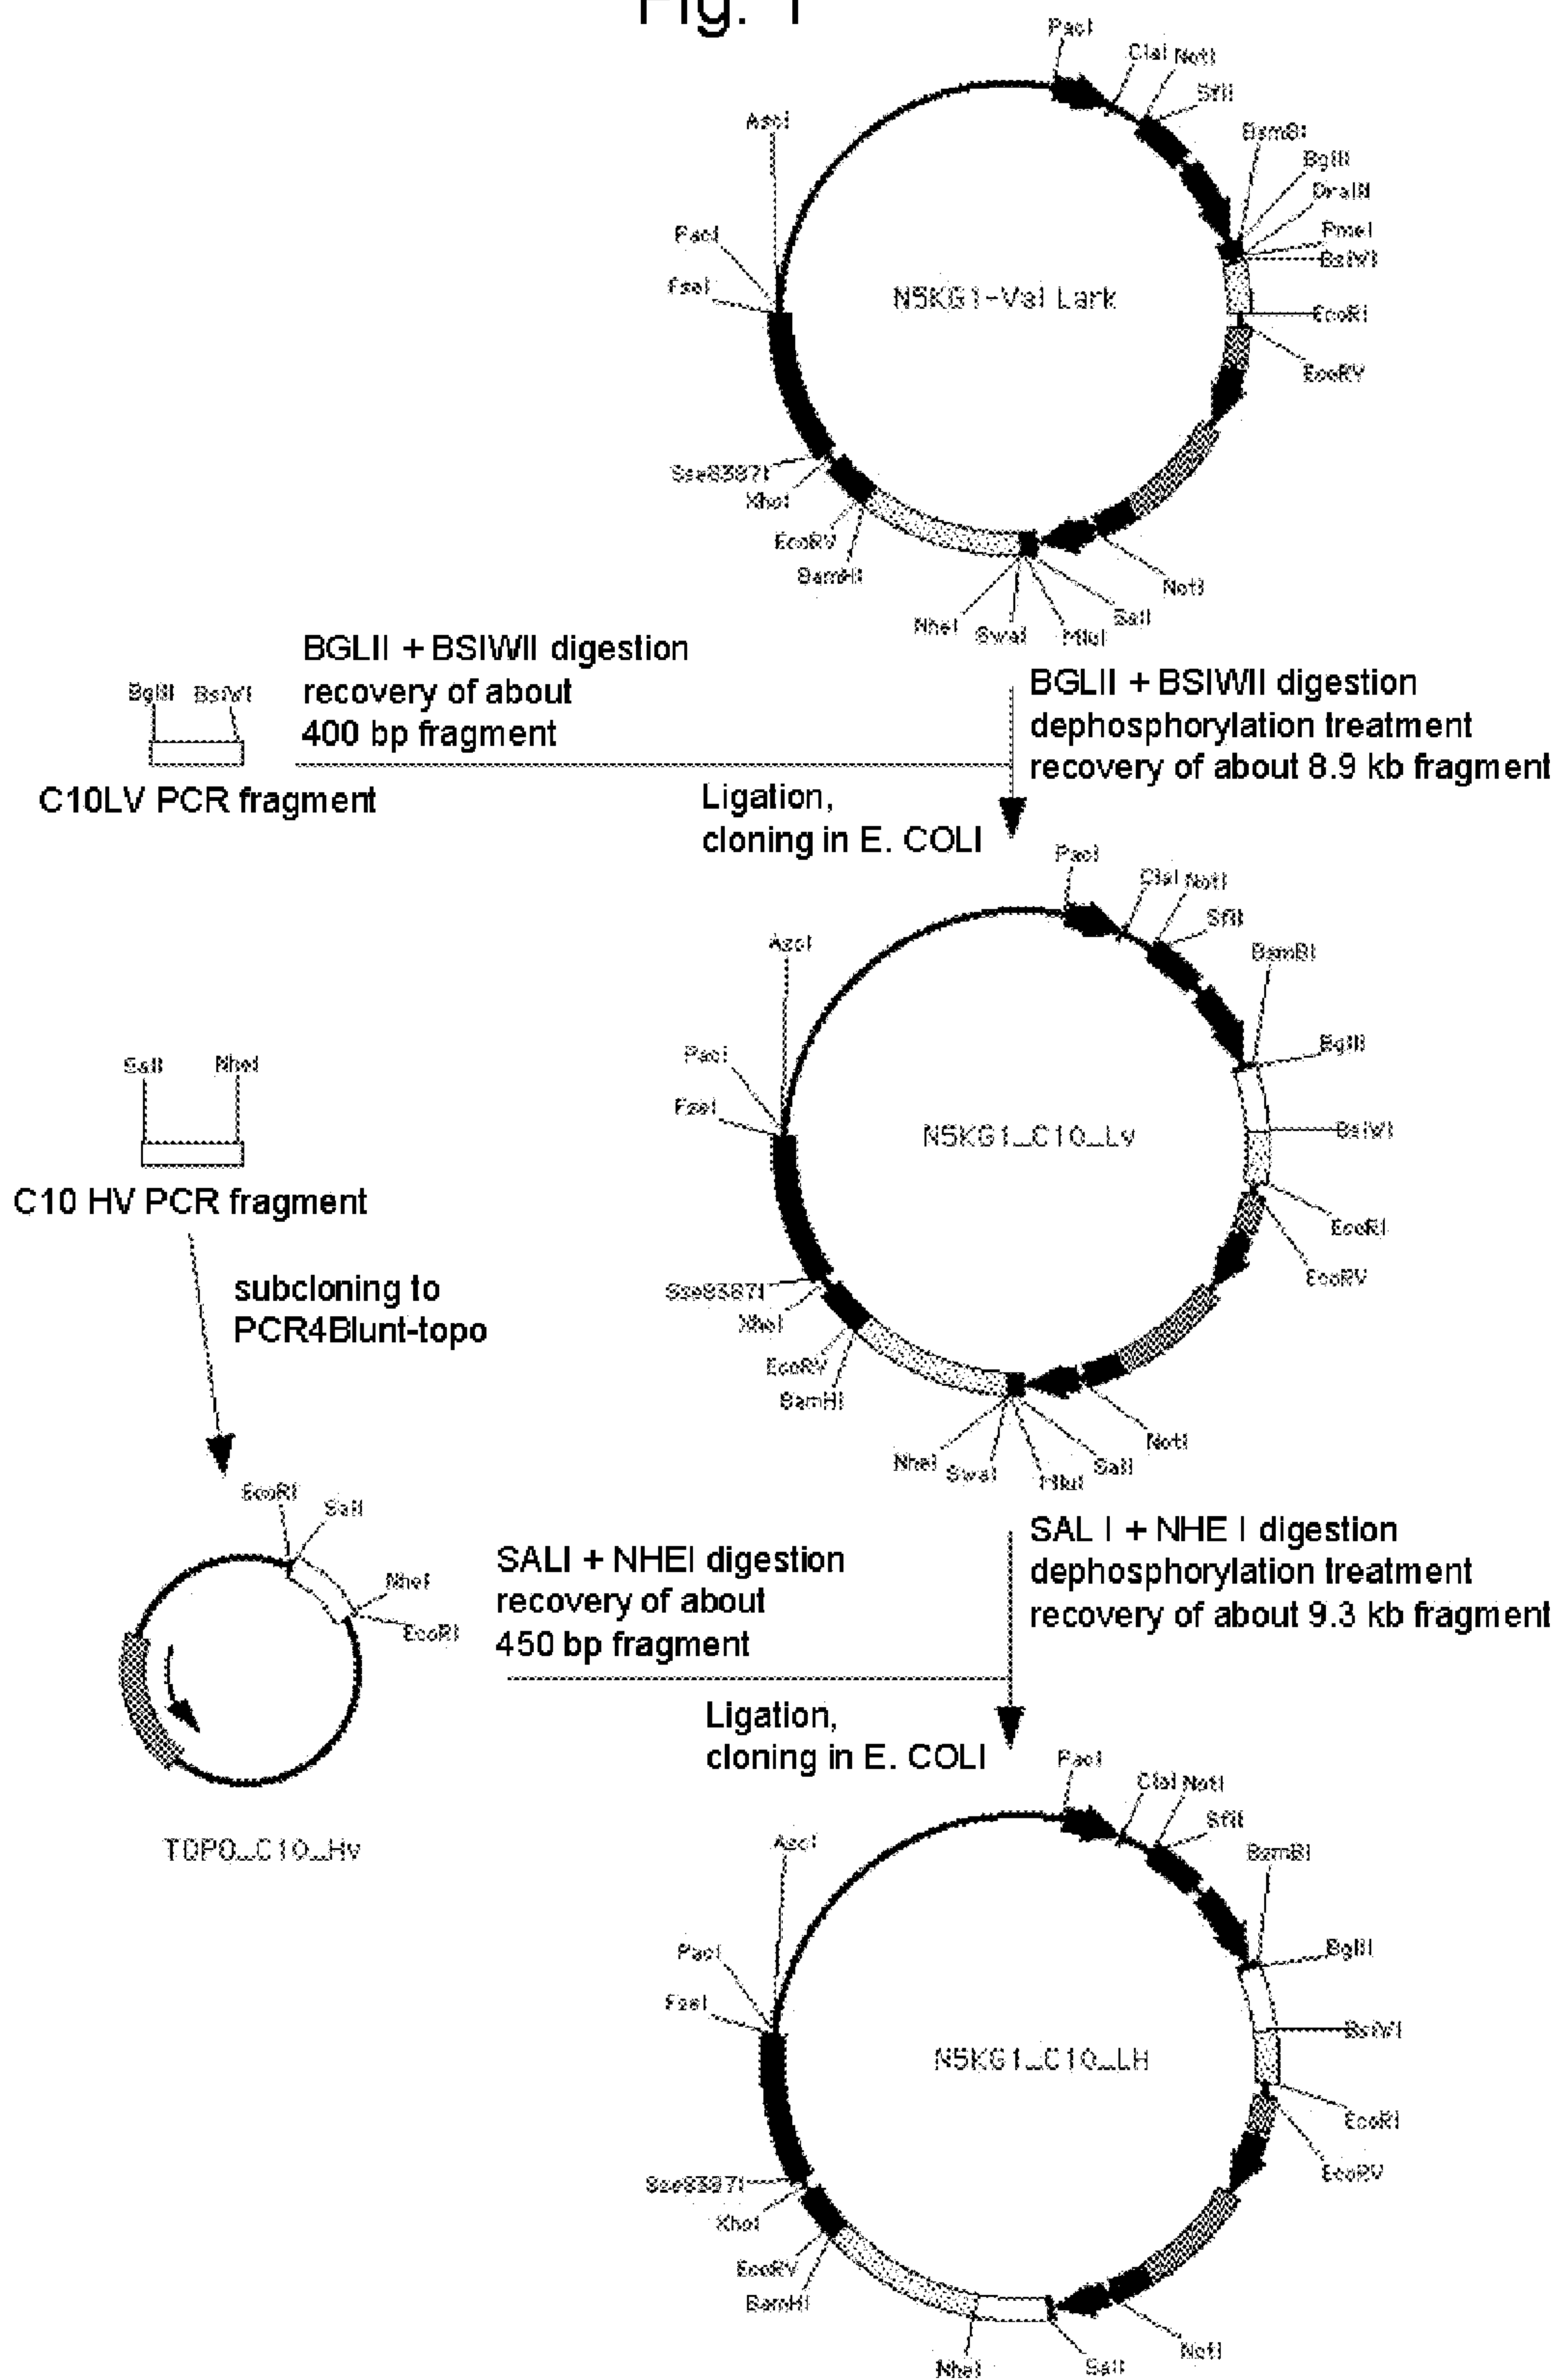 Fig. 1
PacI
ClaI NotI
SfiI
AscI
BsmBI
BglII
DraIII
PmeI
BsiWI
PacI
FseI
N5KG1-Val Lark
EcoRI
EcoRV
Sse8387I
XhoI
EcoRV
BamHI
NheI
SwaI
MluI
SalI
NotI
BGLII + BSIWII digestion
recovery of about
400 bp fragment
BglII BsiWI
C10LV PCR fragment
BGLII + BSIWII digestion
dephosphorylation treatment
recovery of about 8.9 kb fragment
Ligation,
cloning in E. COLI
PacI
ClaI NotI
SfiI
AscI
BsmBI
BglII
PacI
FseI
N5KG1_C10_Lv
BsiWI
EcoRI
EcoRV
Sse8387I
XhoI
EcoRV
BamHI
NheI
SwaI
MluI
SalI
NotI
SalI NheI
C10 HV PCR fragment
subcloning to
PCR4Blunt-topo
EcoRI
SalI
NheI
EcoRI
TOPO_C10_Hv
SALI + NHEI digestion
recovery of about
450 bp fragment
SAL I + NHE I digestion
dephosphorylation treatment
recovery of about 9.3 kb fragment
Ligation,
cloning in E. COLI
PacI
ClaI NotI
SfiI
AscI
BsmBI
BglII
PacI
FseI
N5KG1_C10_LH
BsiWI
EcoRI
EcoRV
Sse8387I
XhoI
EcoRV
BamHI
NheI
SalI
NotI